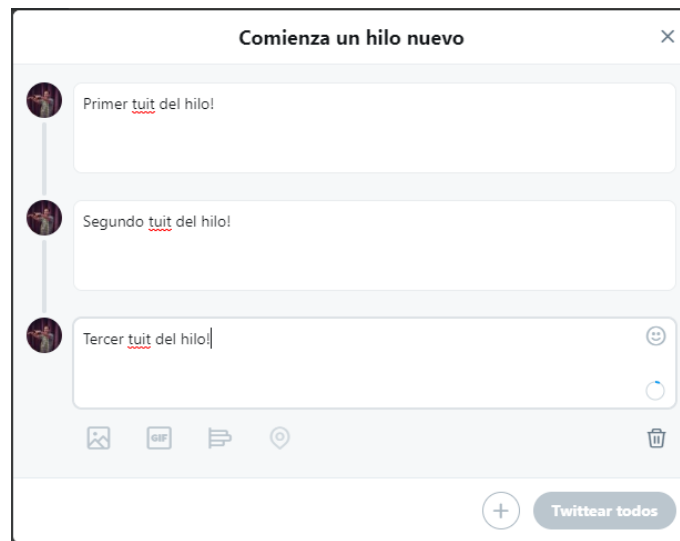 Comienza un hilo nuevo
Primer tuit del hilo!
Segundo tuit del hilo!
Tercer tuit del hilo!
GIF
Twittear todos